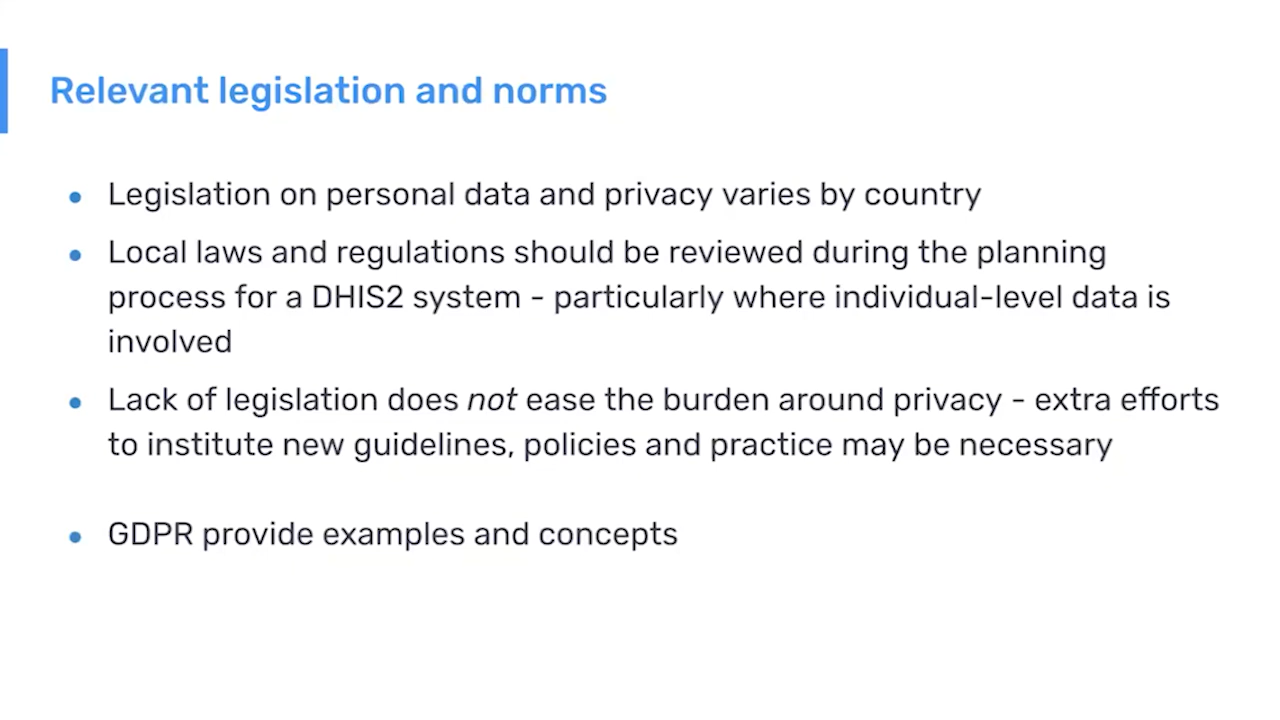 Relevant legislation and norms
• Legislation on personal data and privacy varies by country
• Local laws and regulations should be reviewed during the planning
process for a DHIS2 system - particularly where individual-level data is
involved
• Lack of legislation does not ease the burden around privacy - extra efforts
to institute new guidelines, policies and practice may be necessary
• GDPR provide examples and concepts